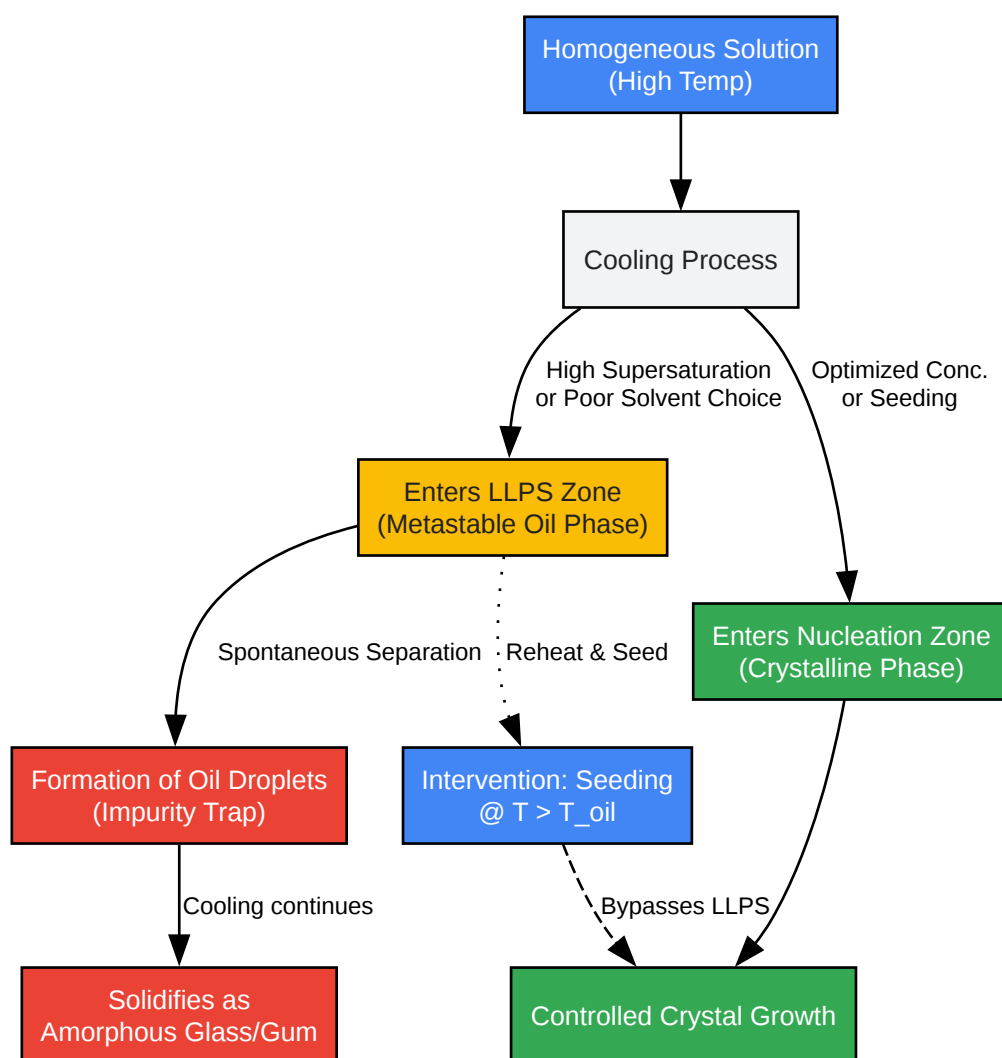 Homogeneous Solution
(High Temp)
Cooling Process
High Supersaturation
or Poor Solvent Choice
Optimized Conc.
or Seeding
Enters LLPS Zone
(Metastable Oil Phase)
Enters Nucleation Zone
(Crystalline Phase)
Spontaneous Separation
Reheat & Seed
Formation of Oil Droplets
(Impurity Trap)
Intervention: Seeding
@ T > T_oil
Cooling continues
Bypasses LLPS
Solidifies as
Amorphous Glass/Gum
Controlled Crystal Growth